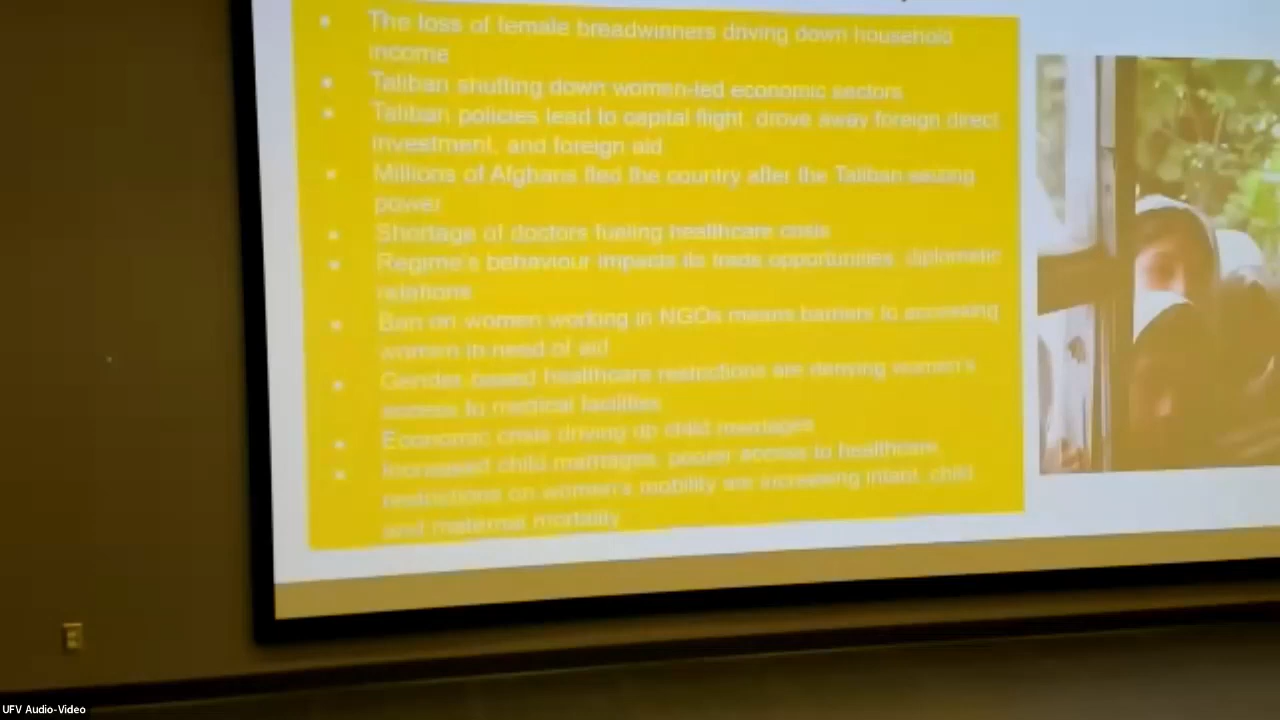 The loss of female breadwinners driving down household
income
Taliban shutting down women-led economic sectors
Taliban policies lead to capital flight, drove away foreign direct
investment, and foreign aid
Millions of Afghans fled the country after the Taliban seizing
power
Shortage of doctors fueling healthcare crisis
Regime's behaviour impacts its trade opportunities, diplomatic
relations
Ban on women working in NGOs means barriers to accessing
women in need of aid
Gender-based healthcare restrictions are denying women's
access to medical facilities
Economic crisis driving up child marriages
Increased child marriages, poorer access to healthcare,
restrictions on women's mobility are increasing infant, child
and maternal mortality
UFV Audio-Video